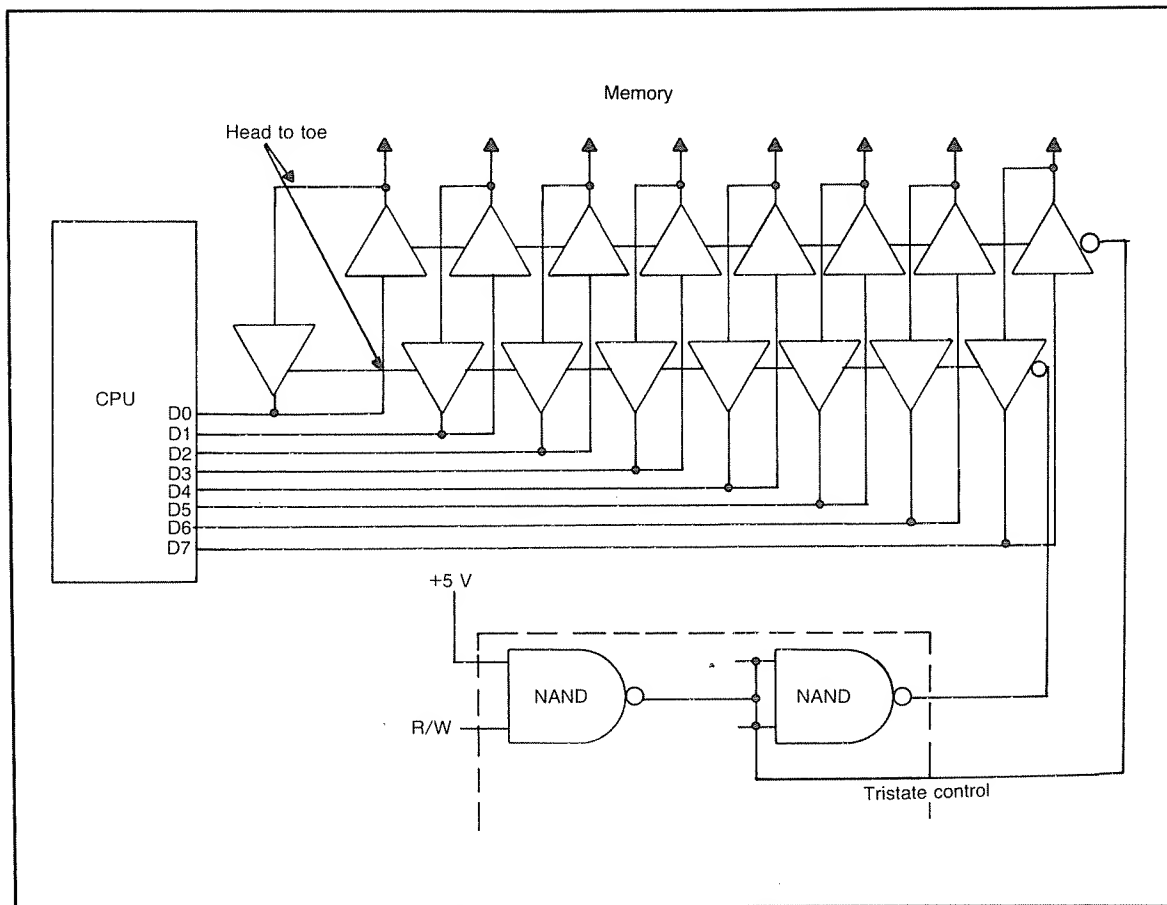 Memory
Head to toe
CPU
D0
D1
D2
D3
D4
D5
D6
D7
+5 V
NAND
NAND
R/W
Tristate control